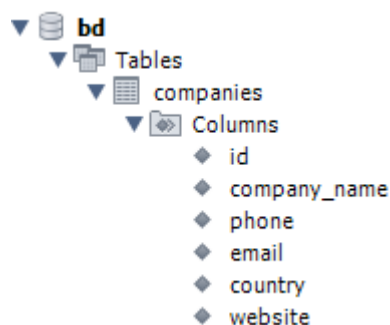 bd
Tables
companies
Columns
id
company_name
phone
email
country
website